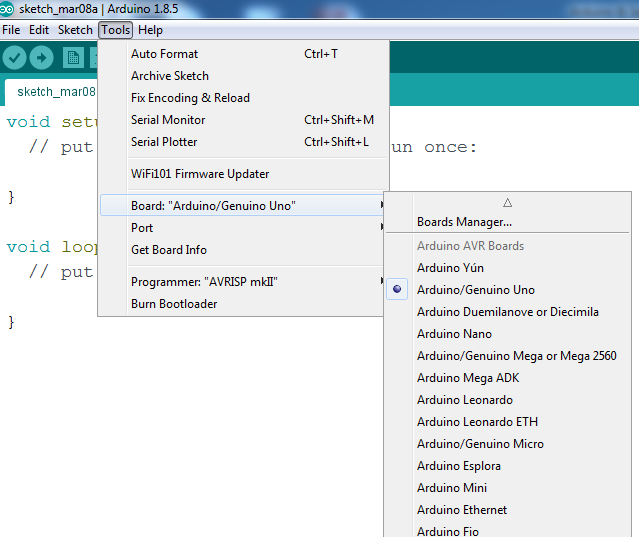 sketch_mar08a | Arduino 1.8.5
File Edit Sketch Tools Help
sketch_mar08
void setu
// put
un once:
}
void loop
// put
}
Auto Format Ctrl+T
Archive Sketch
Fix Encoding & Reload
Serial Monitor Ctrl+Shift+M
Serial Plotter Ctrl+Shift+L
WiFi101 Firmware Updater
Board: "Arduino/Genuino Uno"
Port
Get Board Info
Programmer: "AVRISP mkII"
Burn Bootloader
Boards Manager...
Arduino AVR Boards
Arduino Yún
Arduino/Genuino Uno
Arduino Duemilanove or Diecimila
Arduino Nano
Arduino/Genuino Mega or Mega 2560
Arduino Mega ADK
Arduino Leonardo
Arduino Leonardo ETH
Arduino/Genuino Micro
Arduino Esplora
Arduino Mini
Arduino Ethernet
Arduino Fio